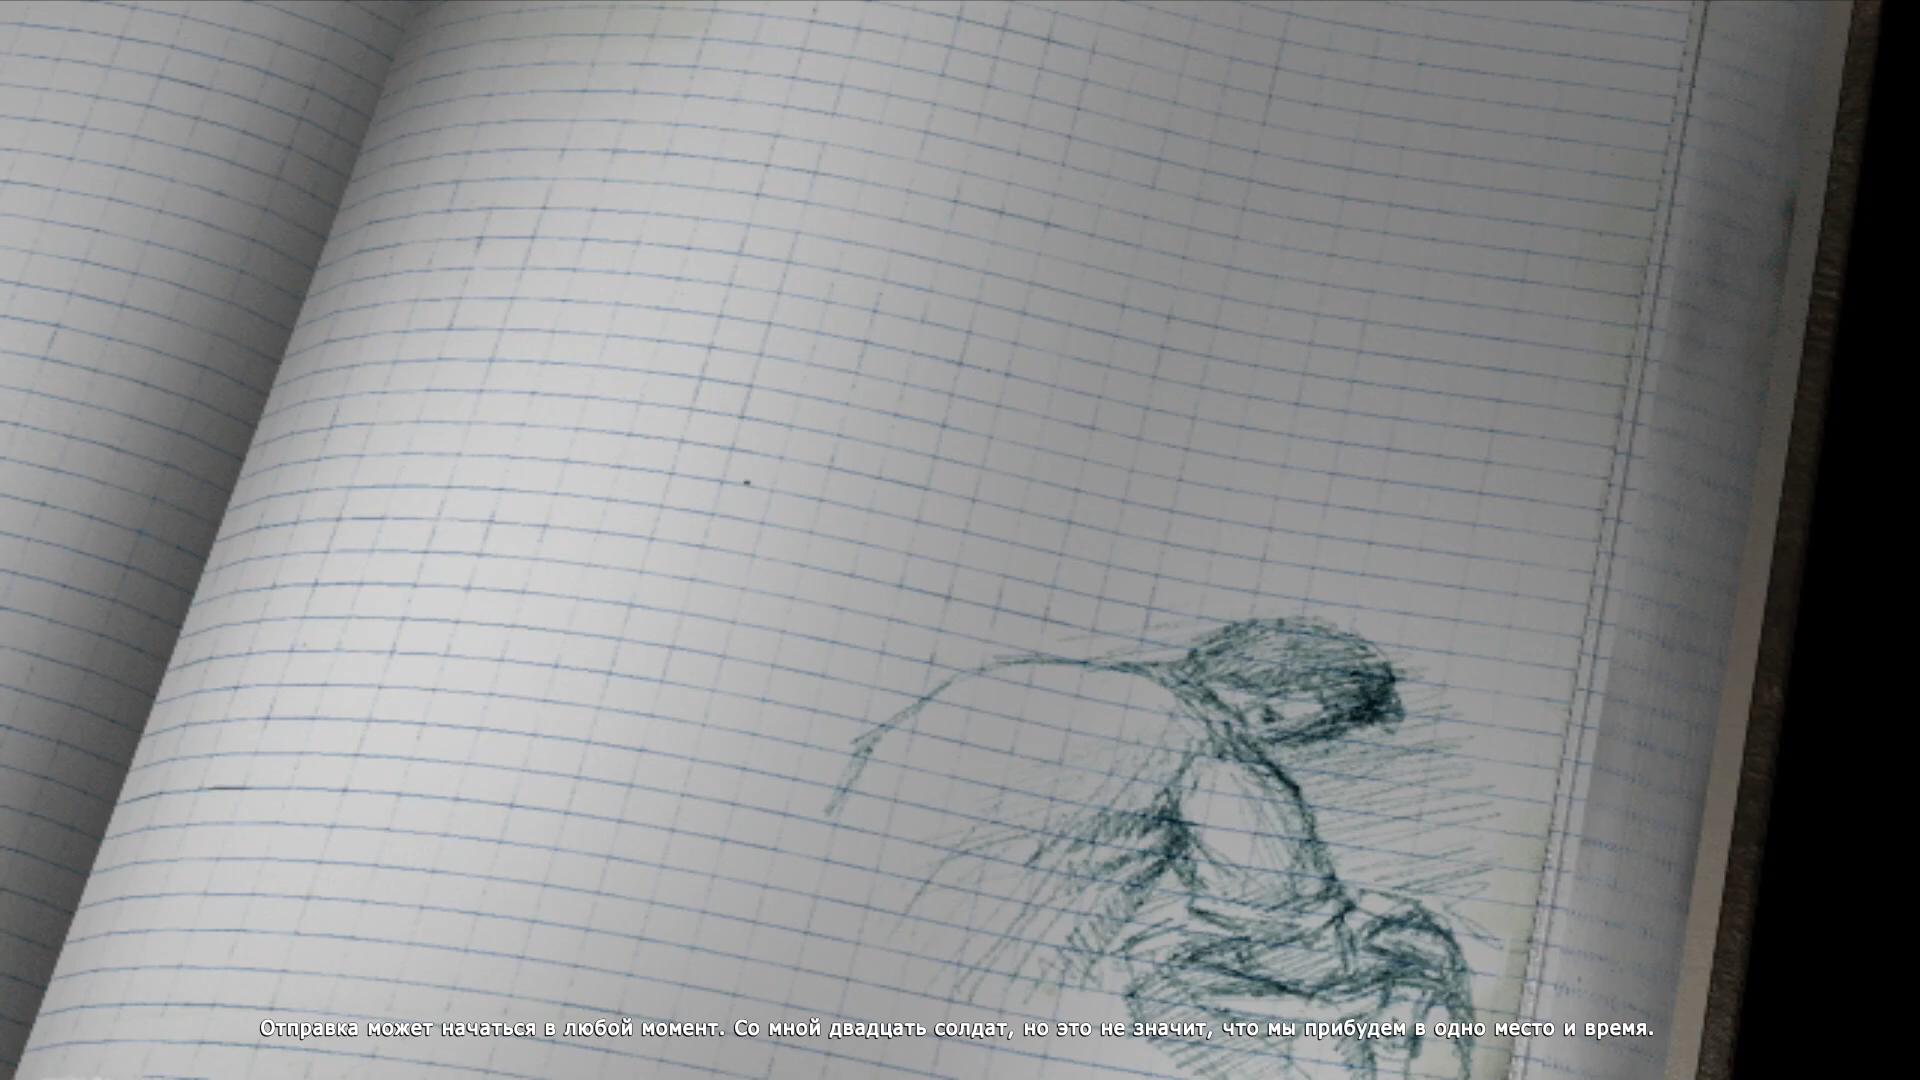 Отправка может начаться в любой момент. Со мной двадцать солдат, но это не значит, что мы прибудем в одно место и время.